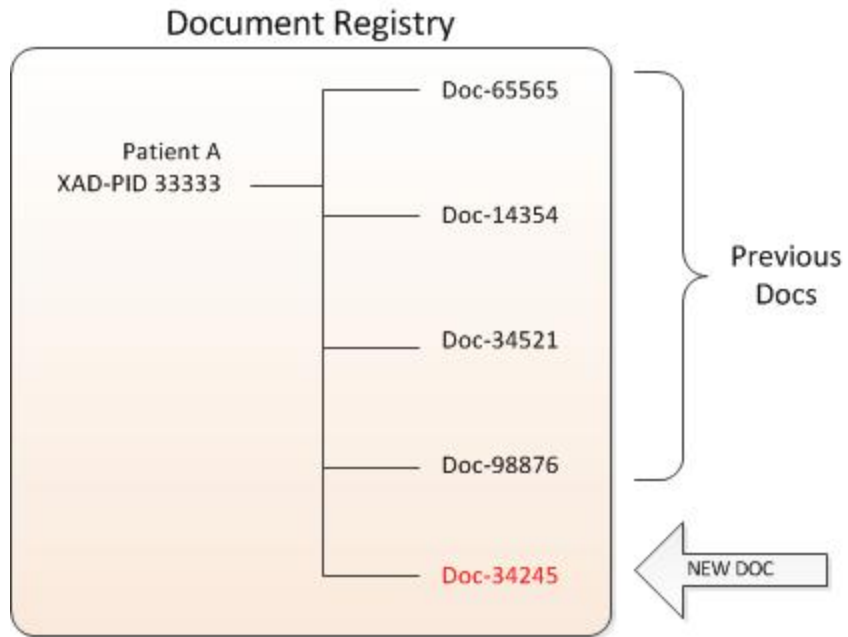 Document Registry
Doc-65565
Patient A
XAD-PID 33333
Doc-14354
Previous
Docs
Doc-34521
Doc-98876
Doc-34245
NEW DOC